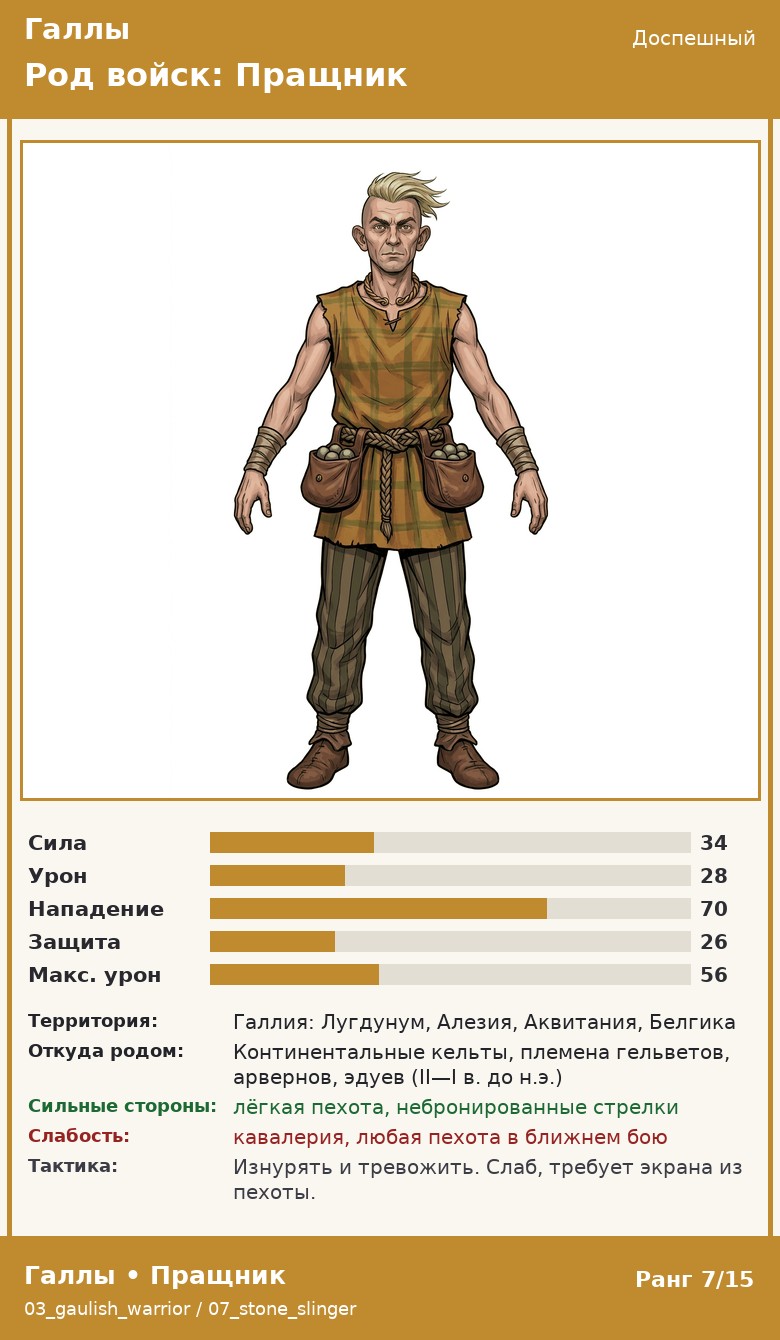 Галлы
Доспешный
Род войск: Пращник
Сила 34
Урон 28
Нападение 70
Защита 26
Макс. урон 56
Территория: Галлия: Лугдунум, Алезия, Аквитания, Белгика
Откуда родом: Континентальные кельты, племена гельветов,
арвернов, эдуев (II—I в. до н.э.)
Сильные стороны: лёгкая пехота, небронированные стрелки
Слабость: кавалерия, любая пехота в ближнем бою
Тактика: Изнурять и тревожить. Слаб, требует экрана из
пехоты.
Галлы • Пращник
Ранг 7/15
03_gaulish_warrior / 07_stone_slinger